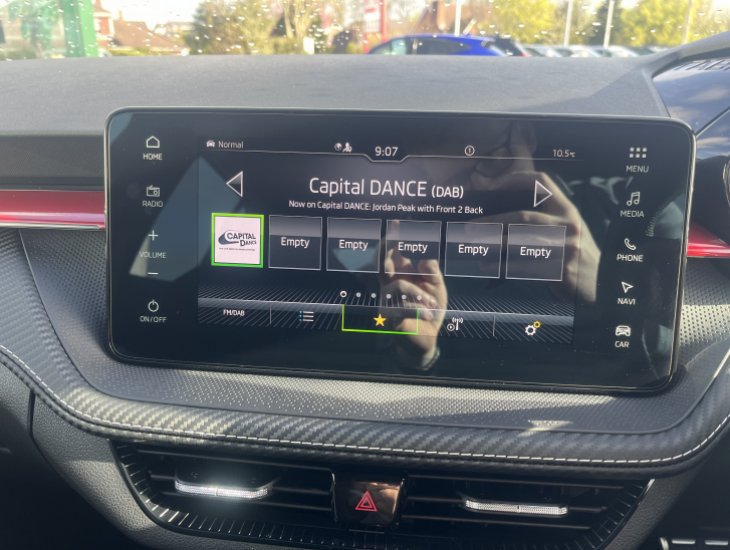 Normal
9:07
10.5°C
HOME
RADIO
VOLUME
ON/OFF
Capital DANCE (DAB)
Now on Capital DANCE: Jordan Peak with Front 2 Back
CAPITAL
DANCE
Empty
Empty
Empty
Empty
Empty
FM/DAB
MENU
MEDIA
PHONE
NAVI
CAR